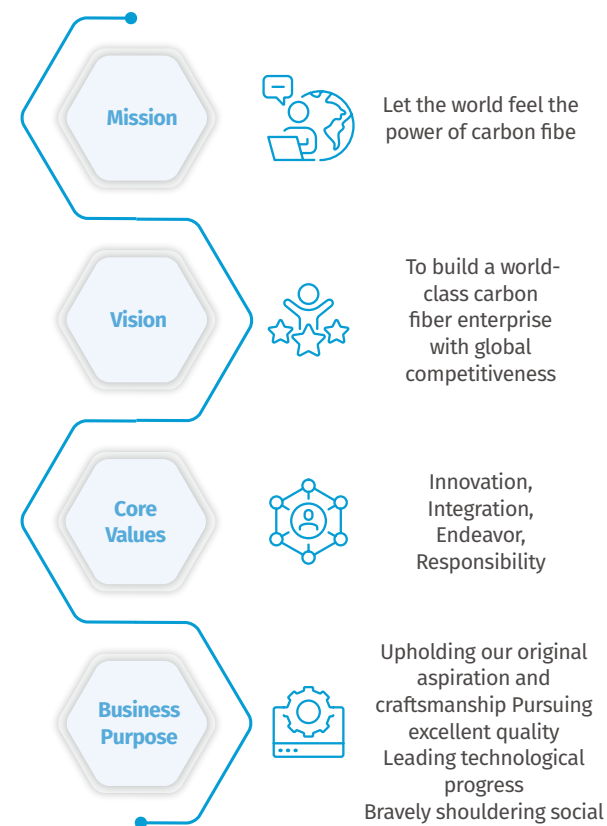 Mission
Let the world feel the
power of carbon fibe
Vision
To build a world-
class carbon
fiber enterprise
with global
competitiveness
Core
Values
Innovation,
Integration,
Endeavor,
Responsibility
Business
Purpose
Upholding our original
aspiration and
craftsmanship Pursuing
excellent quality
Leading technological
progress
Bravely shouldering social